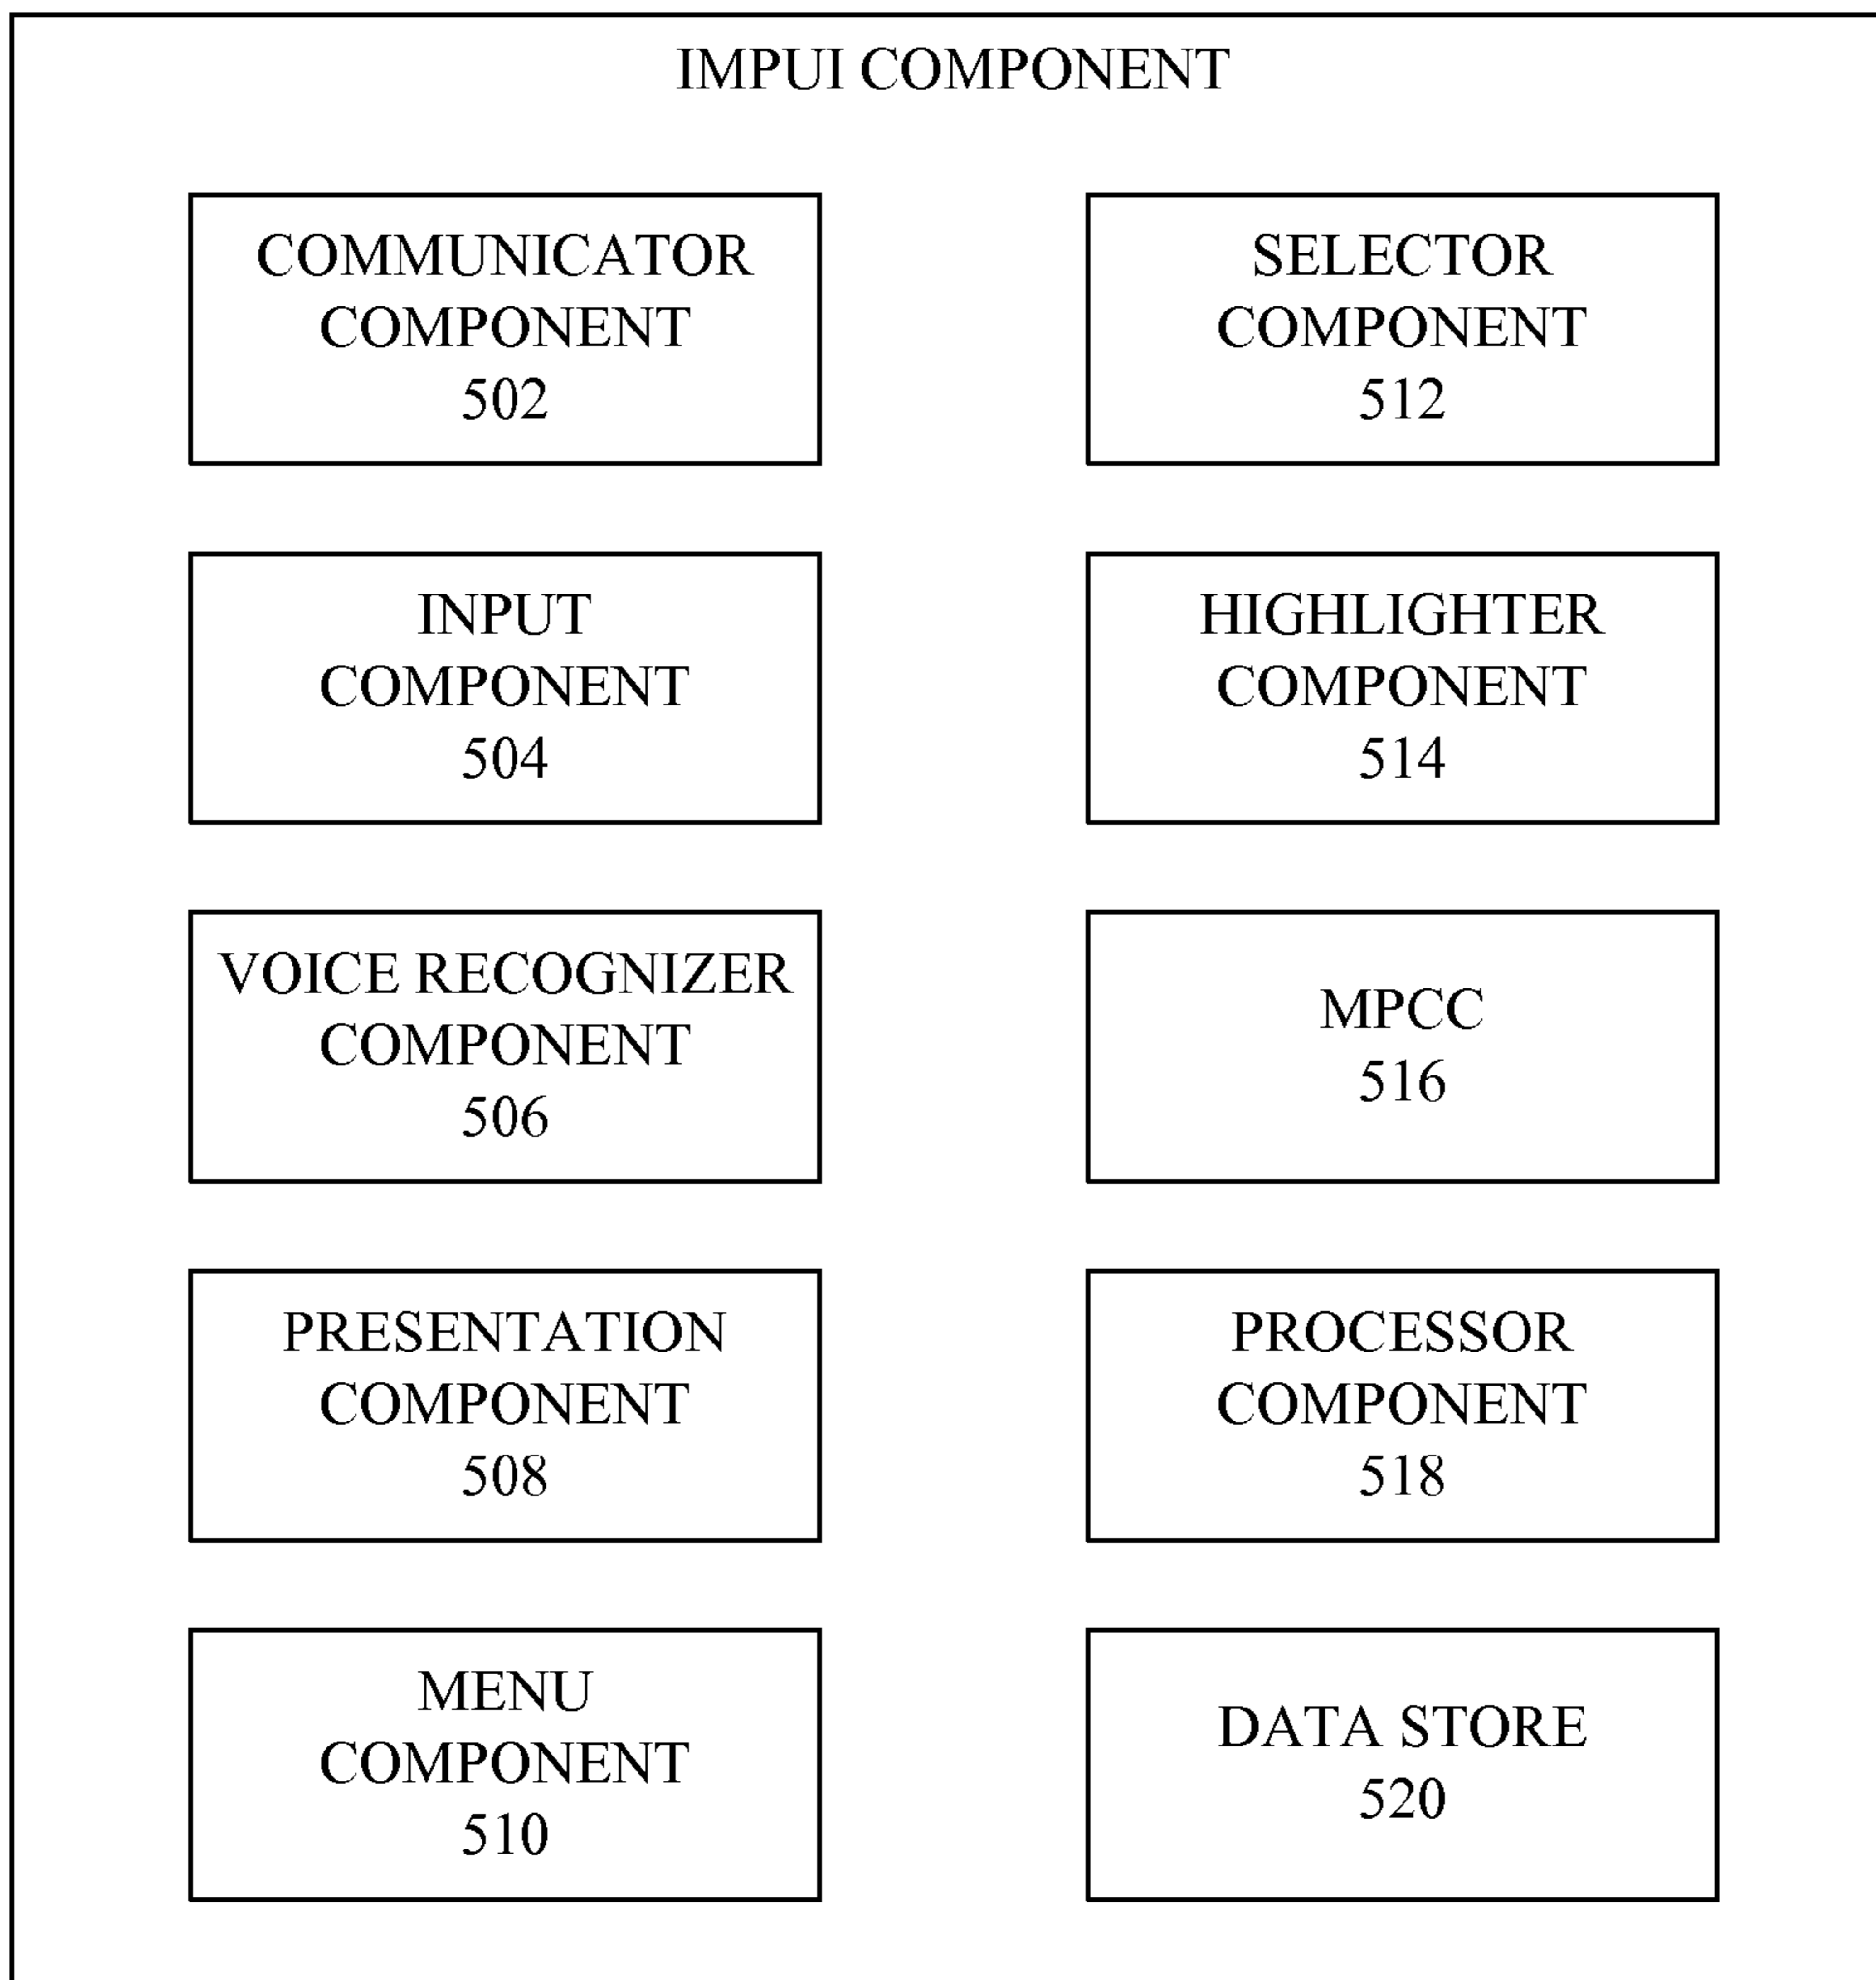 IMPUI COMPONENT
COMMUNICATOR
COMPONENT
502
INPUT
COMPONENT
504
VOICE RECOGNIZER
COMPONENT
506
PRESENTATION
COMPONENT
508
MENU
COMPONENT
510
SELECTOR
COMPONENT
512
HIGHLIGHTER
COMPONENT
514
MPCC
516
PROCESSOR
COMPONENT
518
DATA STORE
520